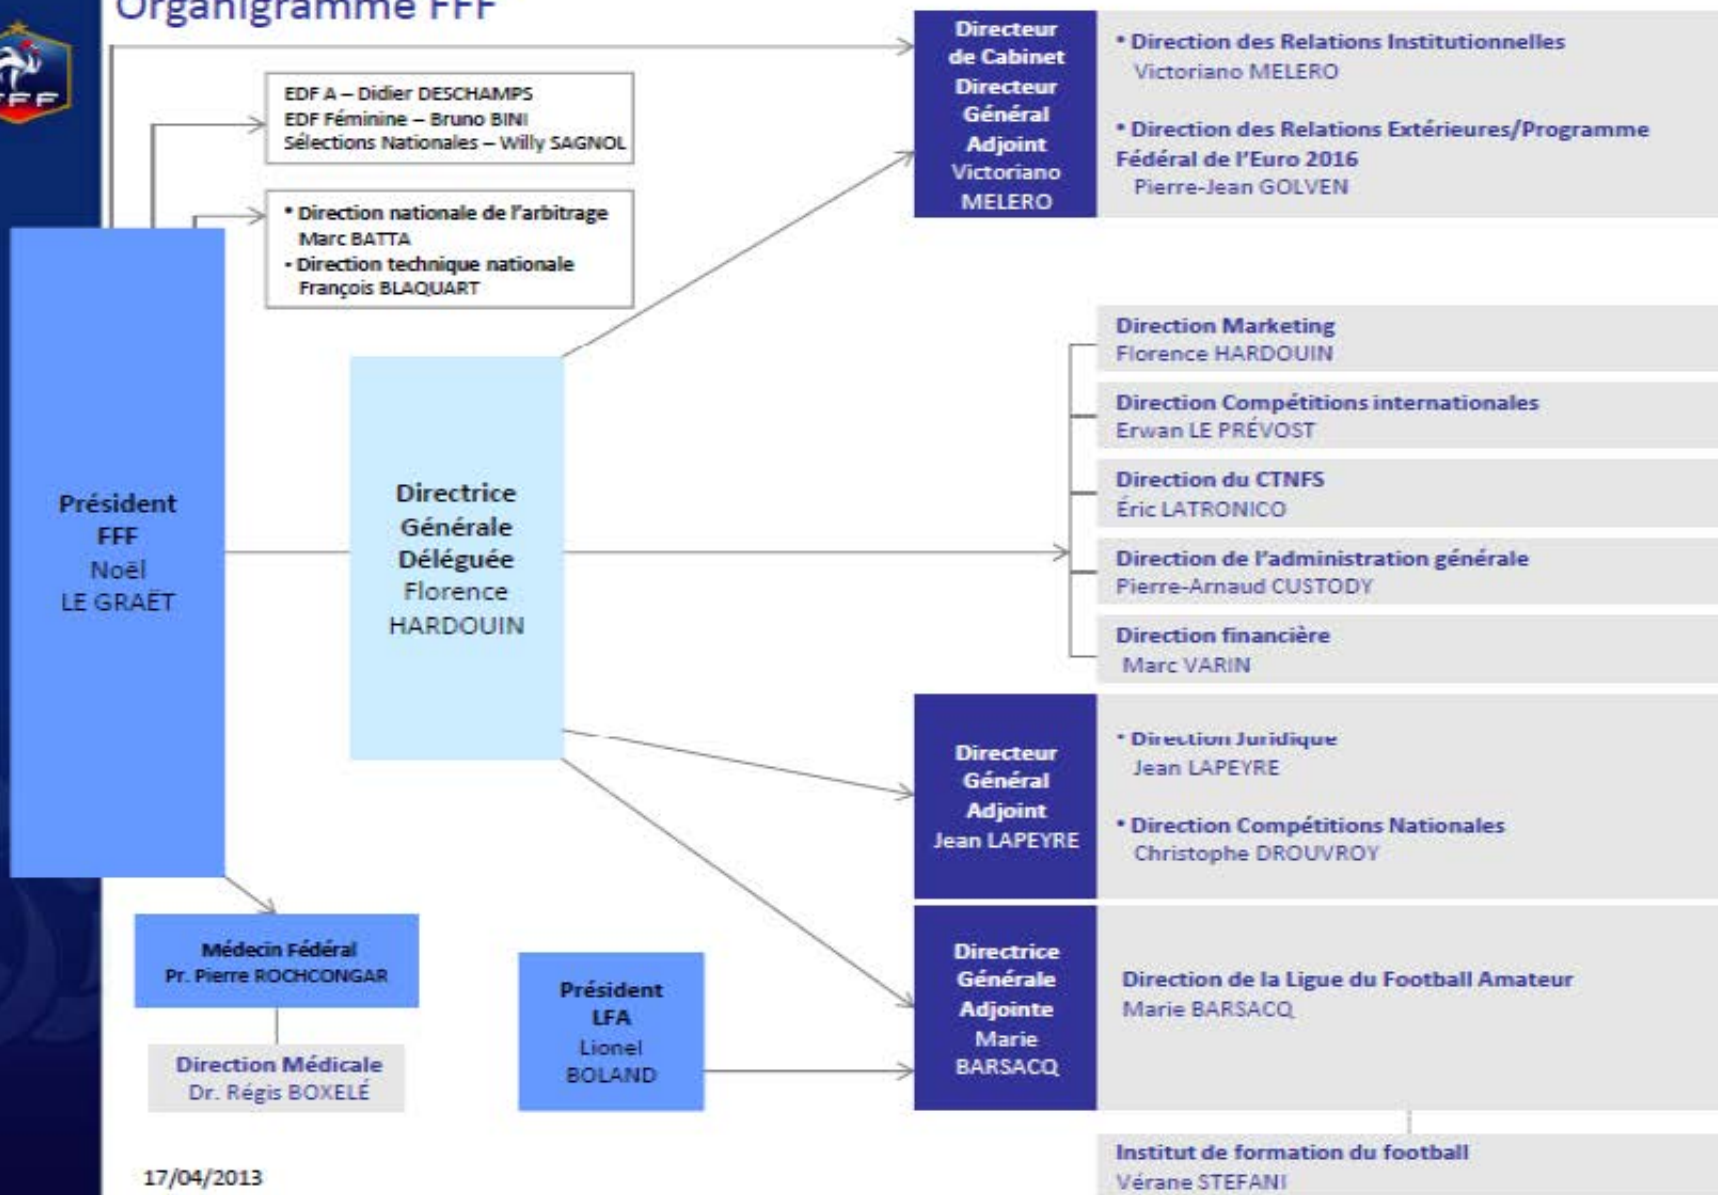 Organigramme FFF
FFF
EDF A – Didier DESCHAMPS
EDF Féminine – Bruno BINI
Sélections Nationales – Willy SAGNOL
• Direction nationale de l'arbitrage
Marc BATTA
• Direction technique nationale
François BLAQUART
Président
FFF
Noël
LE GRAËT
Directrice
Générale
Déléguée
Florence
HARDOUIN
Directeur
de Cabinet
Directeur
Général
Adjoint
Victoriano
MELERO
• Direction des Relations Institutionnelles
Victoriano MELERO
• Direction des Relations Extérieures/Programme
Fédéral de l'Euro 2016
Pierre-Jean GOLVEN
Direction Marketing
Florence HARDOUIN
Direction Compétitions internationales
Erwan LE PRÉVOST
Direction du CTNFS
Éric LATRONICO
Direction de l'administration générale
Pierre-Arnaud CUSTODY
Direction financière
Marc VARIN
Directeur
Général
Adjoint
Jean LAPEYRE
• Direction Juridique
Jean LAPEYRE
• Direction Compétitions Nationales
Christophe DROUVROY
Médecin Fédéral
Pr. Pierre ROCHCONGAR
Direction Médicale
Dr. Régis BOXELÉ
Président
LFA
Lionel
BOLAND
Directrice
Générale
Adjointe
Marie
BARSACQ
Direction de la Ligue du Football Amateur
Marie BARSACQ
Institut de formation du football
Vérane STEFANI
17/04/2013